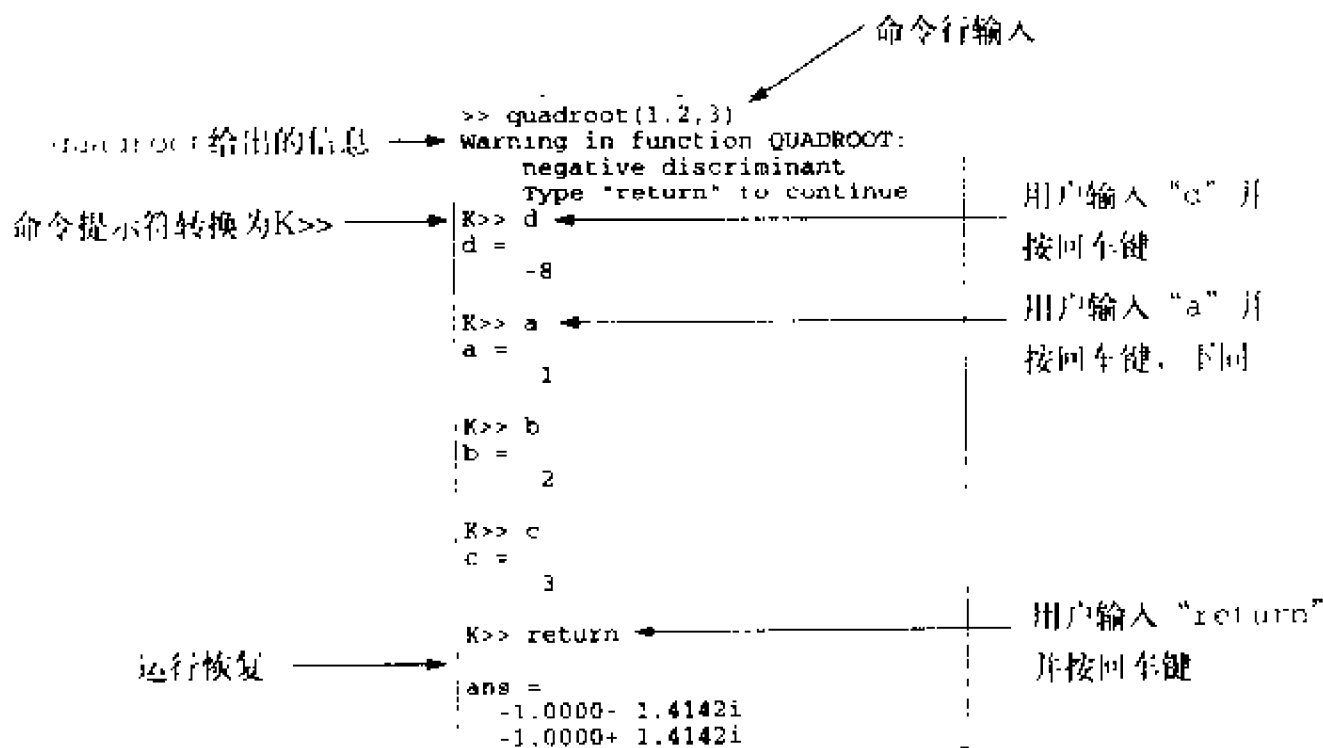 命令行输入
>> quadroot(1,2,3)
quadroot给出的信息
Warning in function QUADROOT:
negative discriminant
Type "return" to continue
命令提示符转换为K>>
K>> d
用户输入 “d” 并
按回车键
d =
-8
K>> a
用户输入 “a” 并
按回车键，下同
a =
1
K>> b
b =
2
K>> c
c =
3
K>> return
用户输入 “return”
并按回车键
运行恢复
ans =
-1.0000- 1.4142i
-1.0000+ 1.4142i